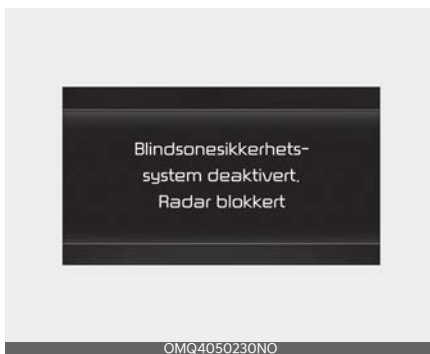 Blindsonesikkerhets-
system deaktivert,
Radar blokkert
OMQ4050230NO